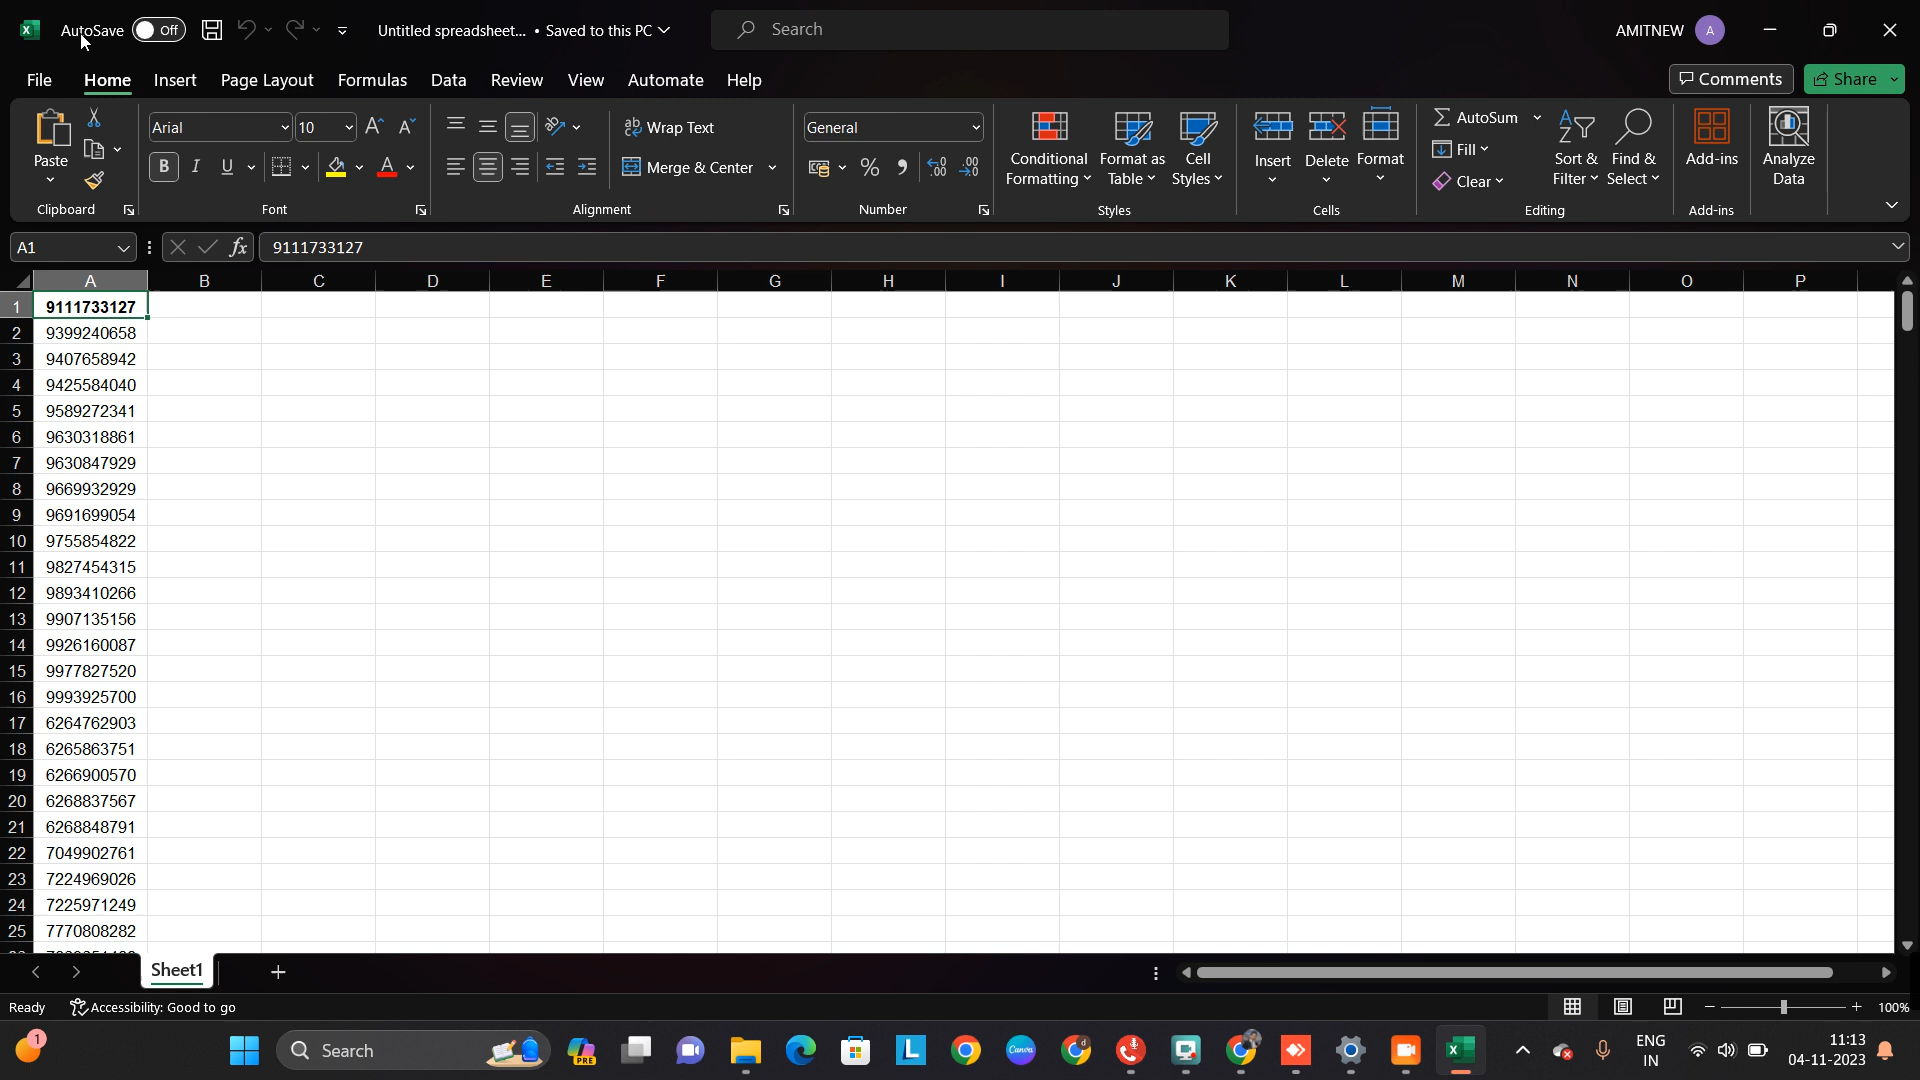 AutoSave Off Untitled spreadsheet... • Saved to this PC Search AMITNEW A
File Home Insert Page Layout Formulas Data Review View Automate Help Comments Share
Paste Arial 10 Wrap Text General Conditional Formatting Format as Table Cell Styles Insert Delete Format AutoSum Fill Clear Sort & Filter Find & Select Add-ins Analyze Data
B I U A Merge & Center % 
Clipboard Font Alignment Number Styles Cells Editing Add-ins
A1 fx 9111733127
A B C D E F G H I J K L M N O P
1 9111733127
2 9399240658
3 9407658942
4 9425584040
5 9589272341
6 9630318861
7 9630847929
8 9669932929
9 9691699054
10 9755854822
11 9827454315
12 9893410266
13 9907135156
14 9926160087
15 9977827520
16 9993925700
17 6264762903
18 6265863751
19 6266900570
20 6268837567
21 6268848791
22 7049902761
23 7224969026
24 7225971249
25 7770808282
Sheet1
Ready Accessibility: Good to go 100%
1 Search PRE L Canva d ENG IN 11:13 04-11-2023